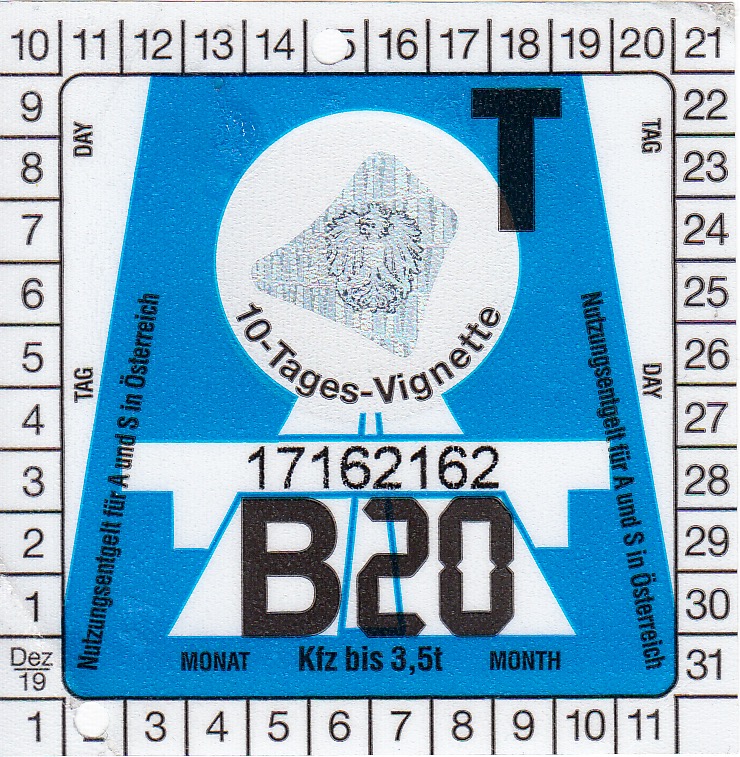 10 11 12 13 14 15 16 17 18 19 20 21
9 22
8 23
7 24
6 25
5 26
4 27
3 28
2 29
1 30
Dez 19 31
1 2 3 4 5 6 7 8 9 10 11
DAY
TAG
T
TAG
DAY
Nutzungsentgelt für A und S in Österreich
Nutzungsentgelt für A und S in Österreich
10-Tages-Vignette
17162162
B20
MONAT Kfz bis 3,5t MONTH